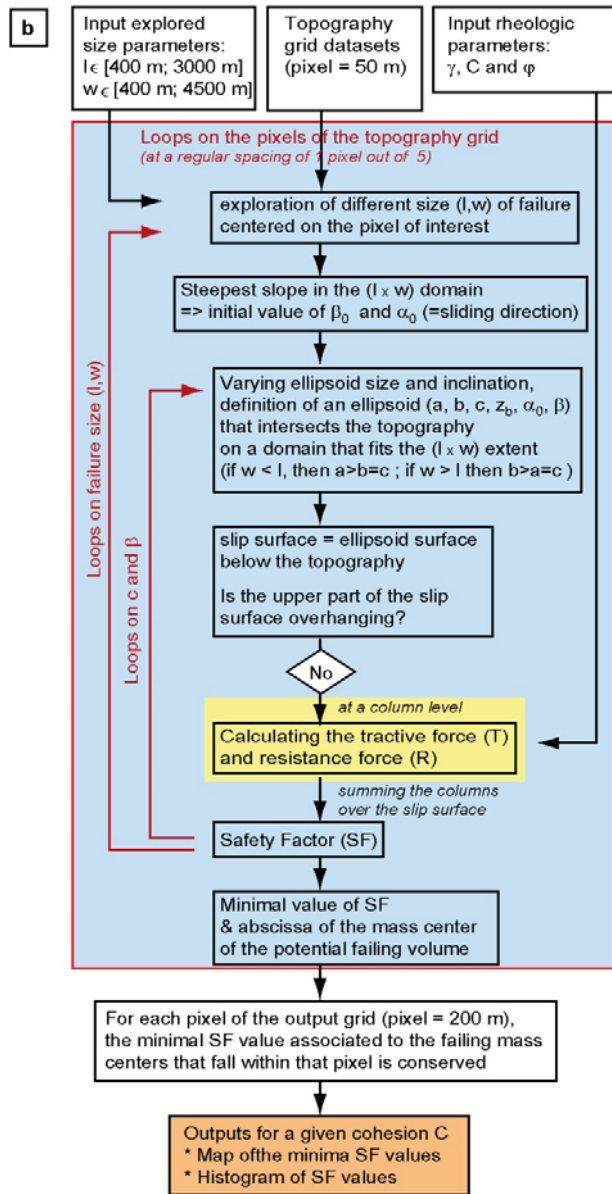 b
Input explored
size parameters:
l ϵ [400 m; 3000 m]
w ϵ [400 m; 4500 m]
Topography
grid datasets
(pixel = 50 m)
Input rheologic
parameters:
γ, C and φ
Loops on the pixels of the topography grid
(at a regular spacing of 1 pixel out of 5)
exploration of different size (l,w) of failure
centered on the pixel of interest
Steepest slope in the (l x w) domain
=> initial value of β0 and α0 (=sliding direction)
Loops on failure size (l,w)
Loops on c and β
Varying ellipsoid size and inclination,
definition of an ellipsoid (a, b, c, zb, α0, β)
that intersects the topography
on a domain that fits the (l x w) extent
(if w < l, then a>b=c ; if w > l then b>a=c )
slip surface = ellipsoid surface
below the topography
Is the upper part of the slip
surface overhanging?
No
at a column level
Calculating the tractive force (T)
and resistance force (R)
summing the columns
over the slip surface
Safety Factor (SF)
Minimal value of SF
& abscissa of the mass center
of the potential failing volume
For each pixel of the output grid (pixel = 200 m),
the minimal SF value associated to the failing mass
centers that fall within that pixel is conserved
Outputs for a given cohesion C
* Map ofthe minima SF values
* Histogram of SF values